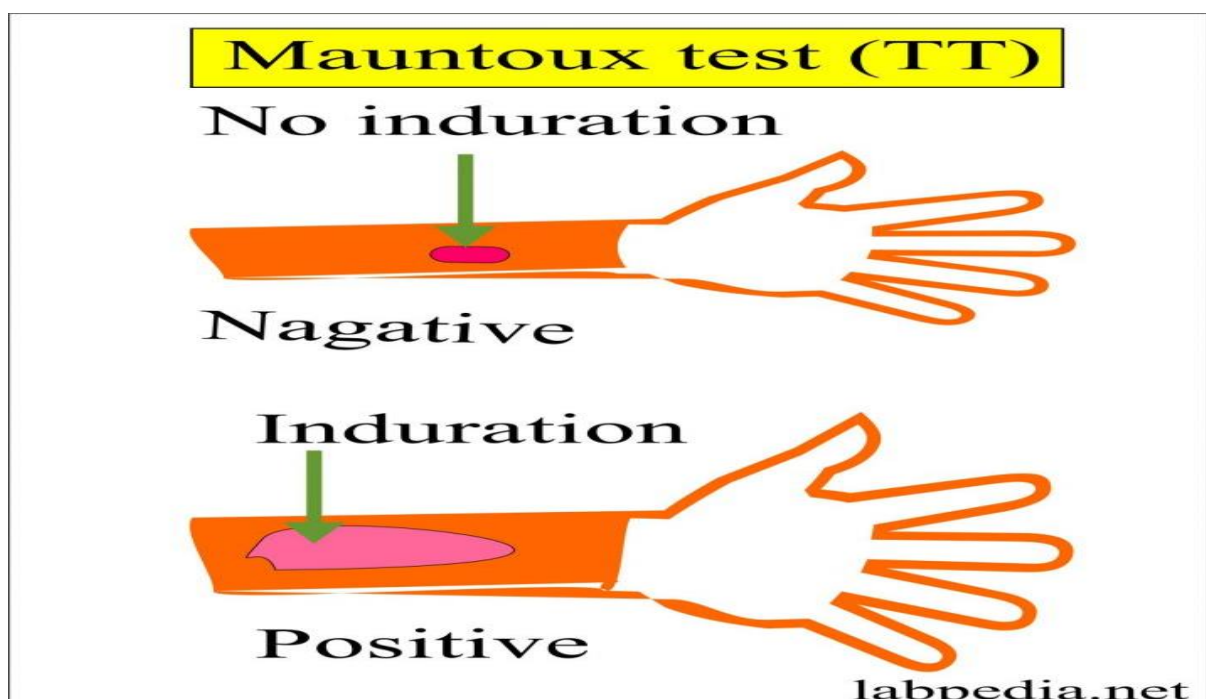 Mauntoux test (TT)
No induration
Nagative
Induration
Positive
labpedia.net